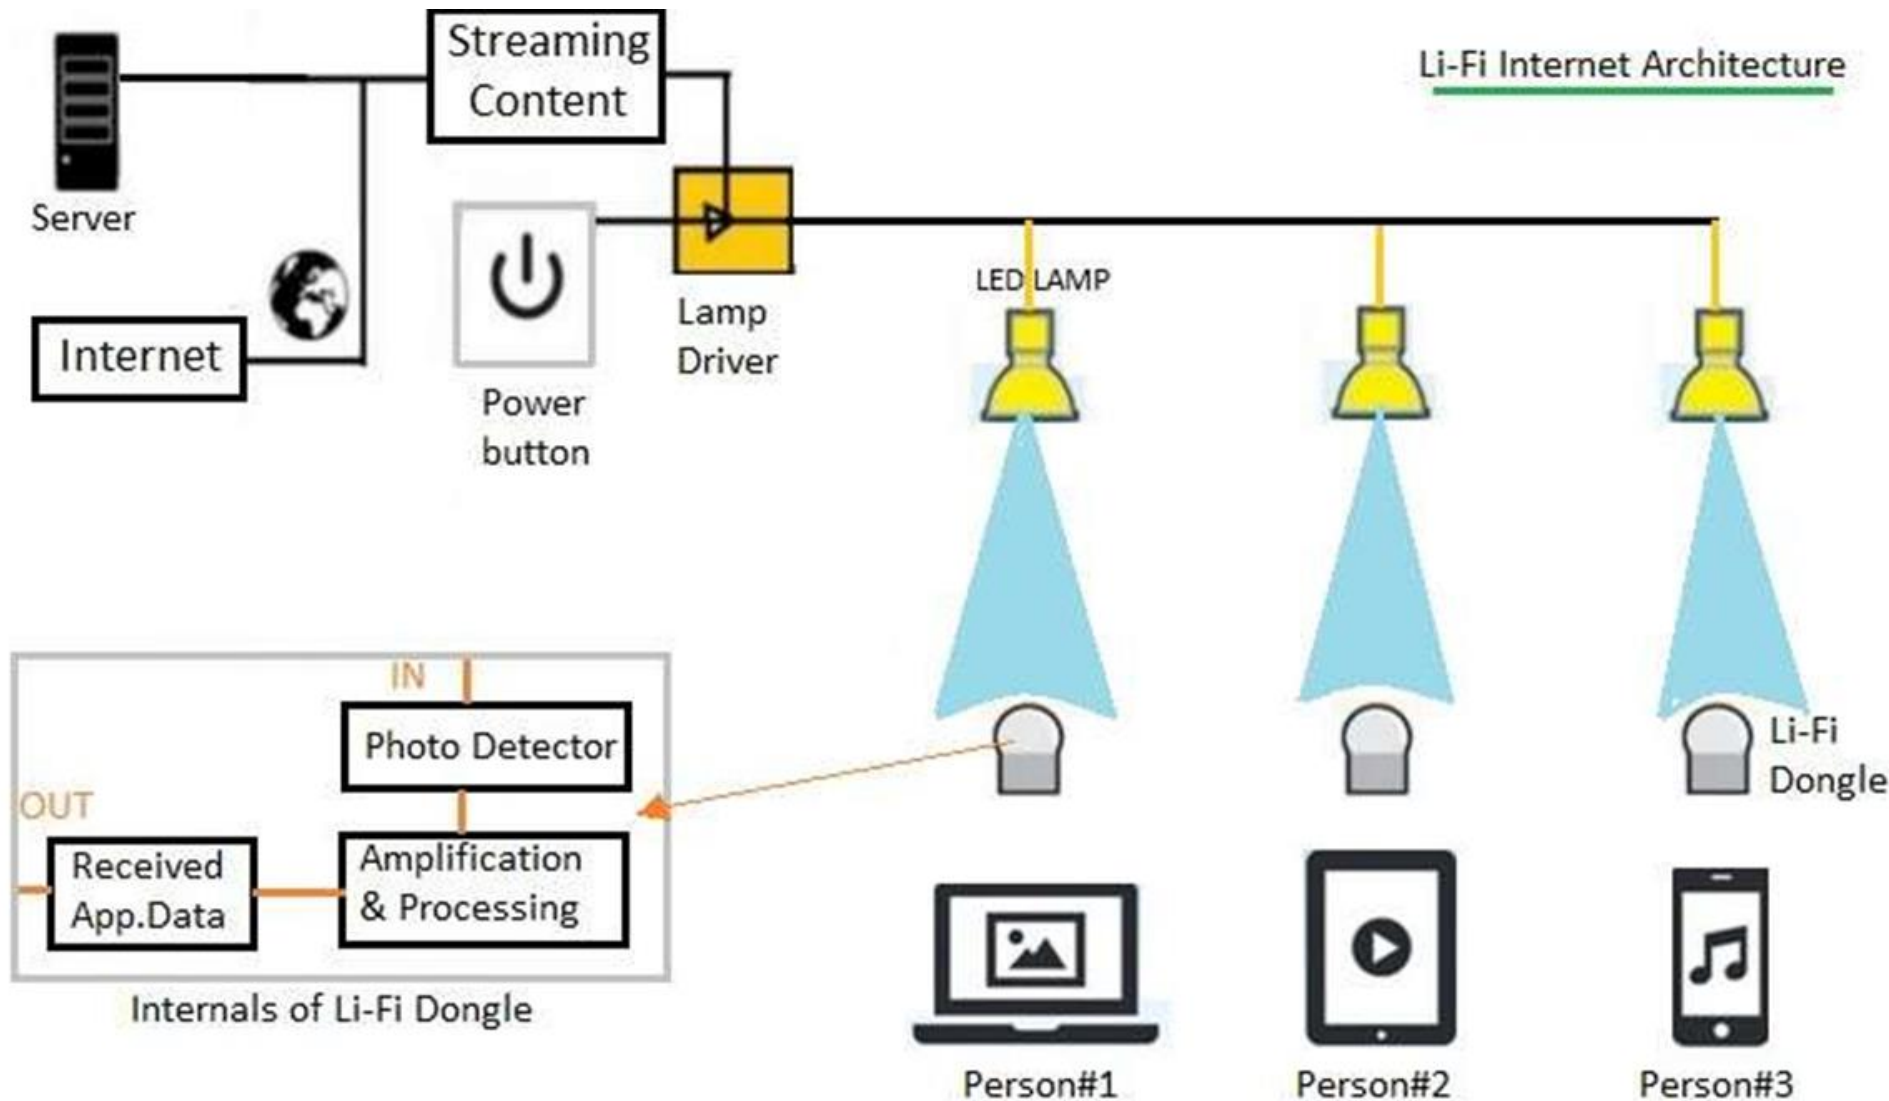 Streaming
Content
Li-Fi Internet Architecture
Server
Internet
Power
button
Lamp
Driver
LED LAMP
IN
Photo Detector
OUT
Received
App.Data
Amplification
& Processing
Internals of Li-Fi Dongle
Li-Fi
Dongle
Person#1
Person#2
Person#3